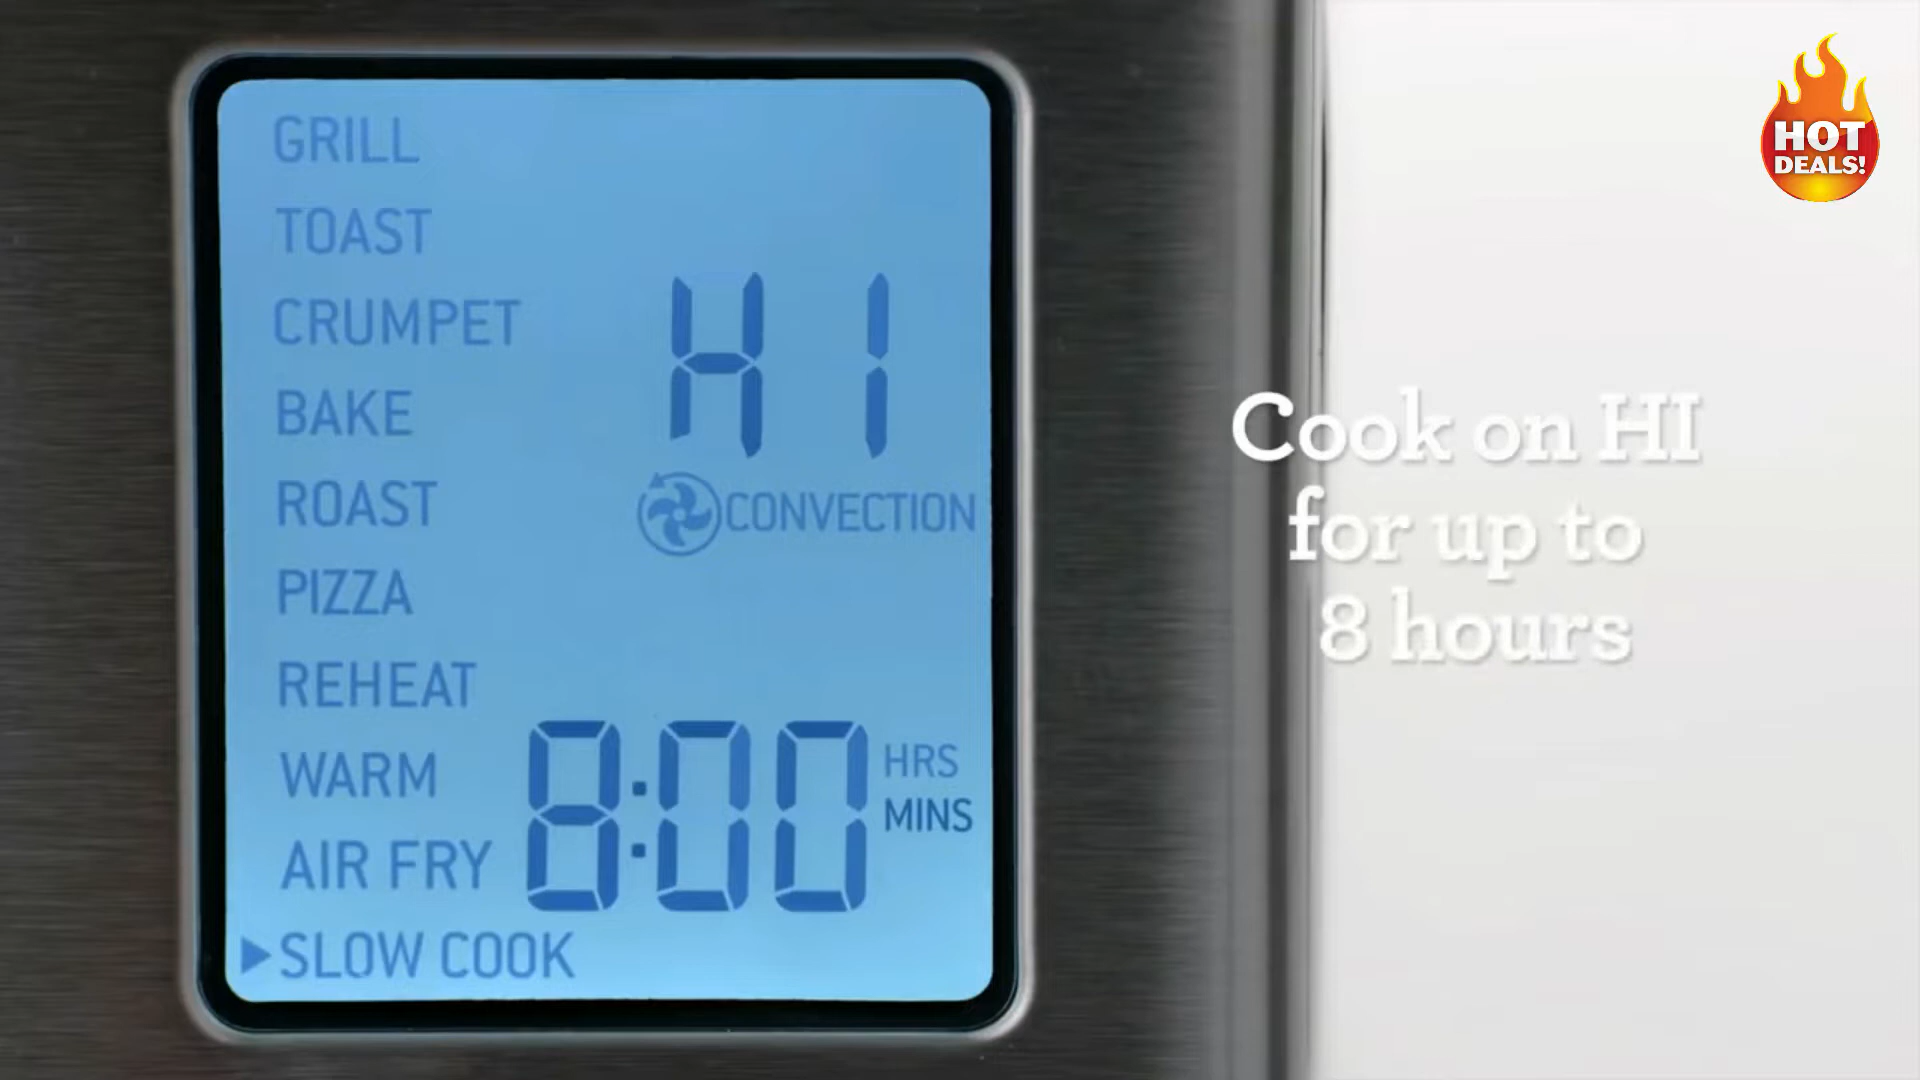 GRILL
TOAST
CRUMPET
BAKE
ROAST
PIZZA
REHEAT
WARM
AIR FRY
SLOW COOK
HI
CONVECTION
8:00
HRS
MINS
Cook on HI
for up to
8 hours
HOT
DEALS!